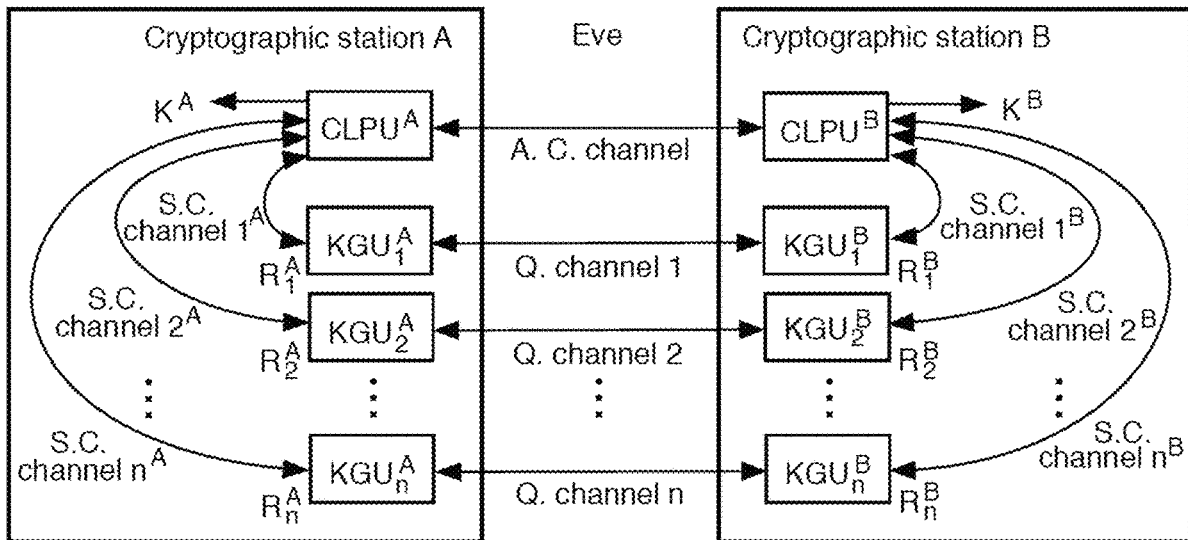 Cryptographic station A
Eve
Cryptographic station B
K^A
CLPU^A
A. C. channel
CLPU^B
K^B
S.C.
channel 1^A
S.C.
channel 1^B
KGU_1^A
Q. channel 1
KGU_1^B
R_1^A
R_1^B
S.C.
channel 2^A
S.C.
channel 2^B
KGU_2^A
Q. channel 2
KGU_2^B
R_2^A
R_2^B
S.C.
channel n^A
S.C.
channel n^B
KGU_n^A
Q. channel n
KGU_n^B
R_n^A
R_n^B